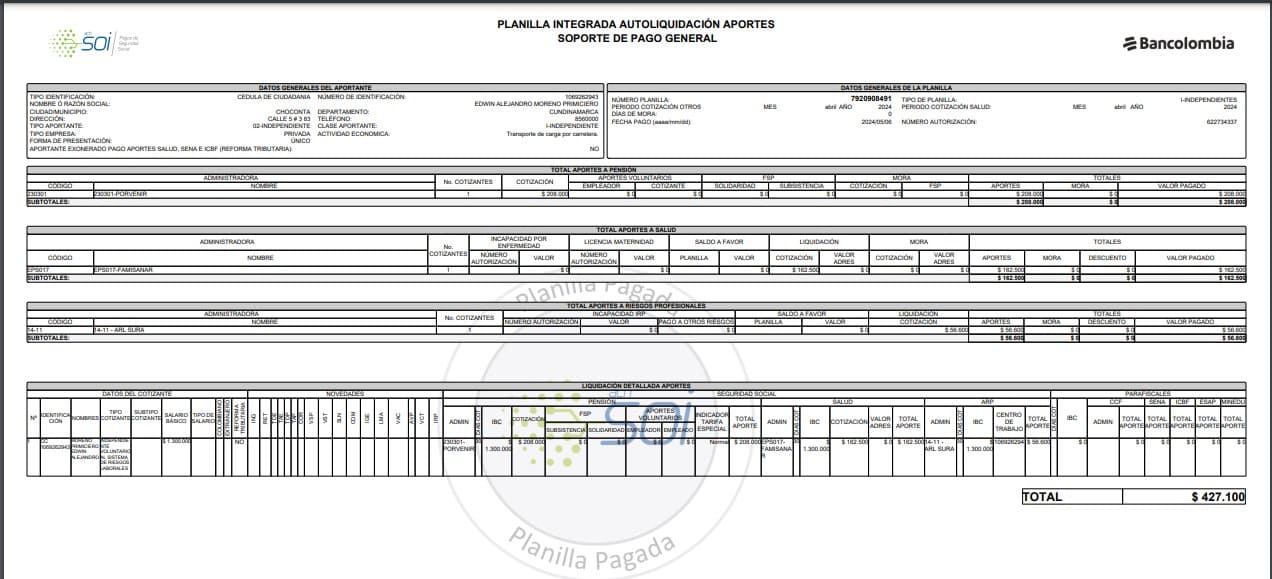 PLANILLA INTEGRADA AUTOLIQUIDACIÓN APORTES
SOPORTE DE PAGO GENERAL
SOI Pagos de Seguridad Social
Bancolombia
DATOS GENERALES DEL APORTANTE
TIPO IDENTIFICACIÓN: CEDULA DE CIUDADANIA NÚMERO DE IDENTIFICACIÓN: 1069262943
NOMBRE O RAZÓN SOCIAL: EDWIN ALEJANDRO MORENO PRIMICIERO
CIUDAD/MUNICIPIO: CHOCONTA DEPARTAMENTO: CUNDINAMARCA
DIRECCIÓN: CALLE 5 # 3 83 TELÉFONO: 8560000
TIPO APORTANTE: 02-INDEPENDIENTE CLASE APORTANTE: I-INDEPENDIENTE
TIPO EMPRESA: PRIVADA ACTIVIDAD ECONOMICA: Transporte de carga por carretera.
FORMA DE PRESENTACIÓN: ÚNICO
APORTANTE EXONERADO PAGO APORTES SALUD, SENA E ICBF (REFORMA TRIBUTARIA): NO
DATOS GENERALES DE LA PLANILLA
NÚMERO PLANILLA: 7920908491 TIPO DE PLANILLA: I-INDEPENDIENTES
PERIODO COTIZACIÓN OTROS MES abril AÑO 2024 PERIODO COTIZACIÓN SALUD: MES abril AÑO 2024
DÍAS DE MORA: 0
FECHA PAGO (aaaa/mm/dd): 2024/05/06 NÚMERO AUTORIZACIÓN: 622734337
TOTAL APORTES A PENSIÓN
ADMINISTRADORA No. COTIZANTES COTIZACIÓN APORTES VOLUNTARIOS FSP MORA TOTALES
CÓDIGO NOMBRE EMPLEADOR COTIZANTE SOLIDARIDAD SUBSISTENCIA COTIZACIÓN FSP APORTES MORA VALOR PAGADO
230301 230301-PORVENIR 1 $ 208.000 $ 0 $ 0 $ 0 $ 0 $ 0 $ 0 $ 208.000 $ 0 $ 208.000
SUBTOTALES: $ 208.000 $ 0 $ 208.000
TOTAL APORTES A SALUD
ADMINISTRADORA No. COTIZANTES INCAPACIDAD POR ENFERMEDAD LICENCIA MATERNIDAD SALDO A FAVOR LIQUIDACIÓN MORA TOTALES
CÓDIGO NOMBRE NÚMERO AUTORIZACIÓN VALOR NÚMERO AUTORIZACIÓN VALOR PLANILLA VALOR COTIZACIÓN VALOR ADRES COTIZACIÓN VALOR ADRES APORTES MORA DESCUENTO VALOR PAGADO
EPS017 EPS017-FAMISANAR 1 $ 0 $ 0 $ 0 $ 162.500 $ 0 $ 0 $ 0 $ 162.500 $ 0 $ 0 $ 162.500
SUBTOTALES: $ 162.500 $ 0 $ 0 $ 162.500
Planilla Pagada
TOTAL APORTES A RIESGOS PROFESIONALES
ADMINISTRADORA No. COTIZANTES INCAPACIDAD IRP SALDO A FAVOR LIQUIDACIÓN TOTALES
CÓDIGO NOMBRE NÚMERO AUTORIZACIÓN VALOR PAGO A OTROS RIESGOS PLANILLA VALOR COTIZACIÓN APORTES MORA DESCUENTO VALOR PAGADO
14-11 14-11 - ARL SURA 1 $ 0 $ 0 $ 0 $ 56.600 $ 56.600 $ 0 $ 0 $ 56.600
SUBTOTALES: $ 56.600 $ 0 $ 0 $ 56.600
LIQUIDACIÓN DETALLADA APORTES
DATOS DEL COTIZANTE NOVEDADES SEGURIDAD SOCIAL PARAFISCALES
PENSIÓN SALUD ARP CCF SENA ICBF ESAP MINEDU
Nº IDENTIFICACIÓN NOMBRES TIPO COTIZANTE SUBTIPO COTIZANTE SALARIO BÁSICO TIPO DE SALARIO COLOMBIANO EXTRANJERO REFORMA TRIBUTARIA ING RET VSP VST SLN COM IGE LMA VAC AVP VCT IRP
ADMIN DÍAS COT IBC COTIZACIÓN FSP SUBSISTENCIA SOLIDARIDAD APORTES VOLUNTARIOS EMPLEADOR EMPLEADO INDICADOR TARIFA ESPECIAL TOTAL APORTE
ADMIN DÍAS COT IBC COTIZACIÓN VALOR ADRES TOTAL APORTE
ADMIN DÍAS COT IBC CENTRO DE TRABAJO TOTAL APORTE DÍAS COT IBC ADMIN TOTAL APORTE TOTAL APORTE TOTAL APORTE TOTAL APORTE TOTAL APORTE
1 CC 1069262943 MORENO PRIMICIERO EDWIN ALEJANDRO INDEPENDIENTE VOLUNTARIO AL SISTEMA DE RIESGOS LABORALES $ 1.300.000 NO
230301-PORVENIR $ 1.300.000 $ 208.000 $ 0 $ 0 $ 0 $ 0 Normal $ 208.000
EPS017-FAMISANAR $ 1.300.000 $ 162.500 $ 0 $ 162.500
14-11 - ARL SURA $ 1.300.000 106926294 $ 56.600 $ 0 $ 0 $ 0 $ 0 $ 0 $ 0
SOI
TOTAL $ 427.100
Planilla Pagada